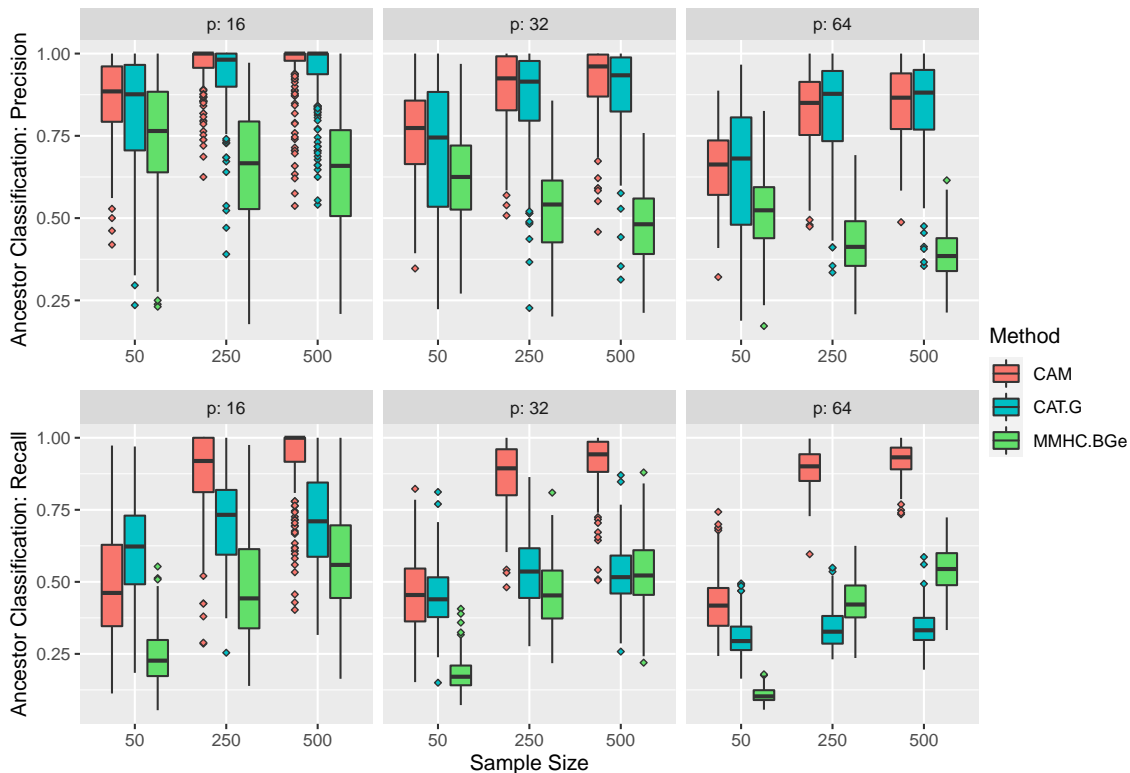 p: 16
p: 32
p: 64
Ancestor Classification: Precision
1.00
0.75
0.50
0.25
50
250
500
50
250
500
50
250
500
p: 16
p: 32
p: 64
Ancestor Classification: Recall
1.00
0.75
0.50
0.25
50
250
500
50
250
500
50
250
500
Sample Size
Method
CAM
CAT.G
MMHC.BGe